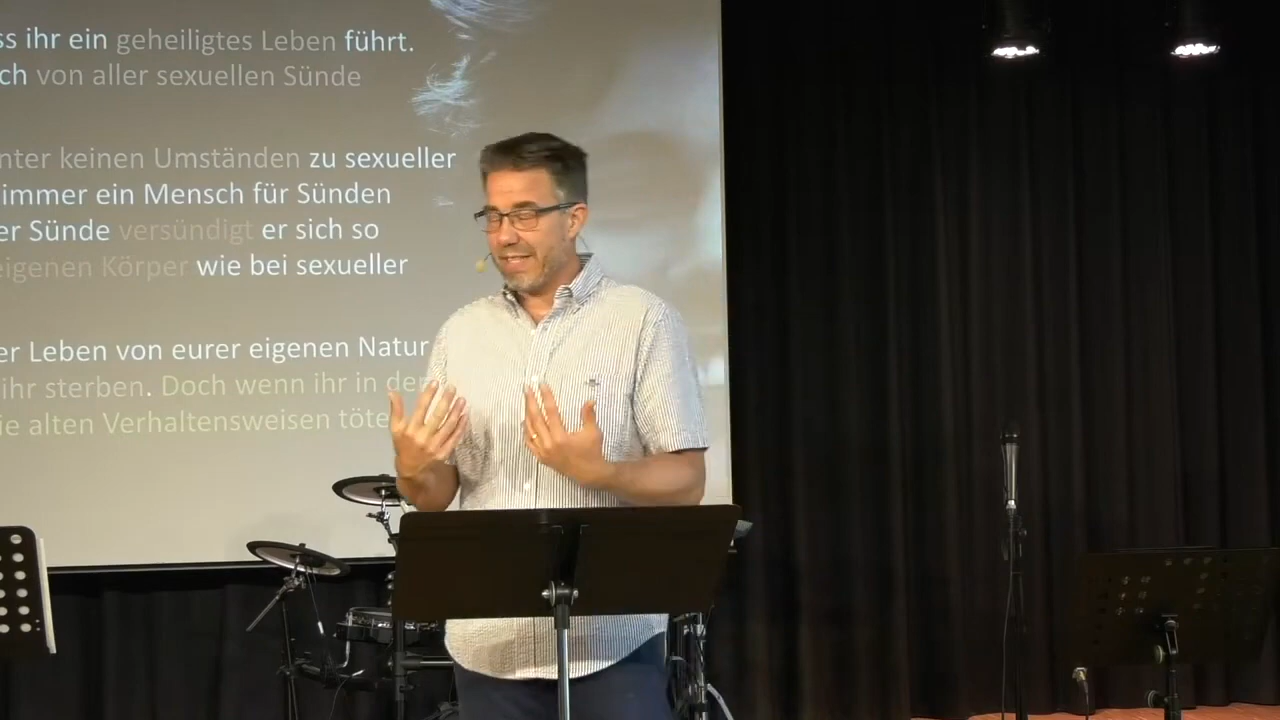 ss ihr ein geheiligtes Leben führt.
ch von aller sexuellen Sünde
nter keinen Umständen zu sexueller
immer ein Mensch für Sünden
er Sünde versündigt er sich so
eigenen Körper wie bei sexueller
er Leben von eurer eigenen Natur
ihr sterben. Doch wenn ihr in der
ie alten Verhaltensweisen töte